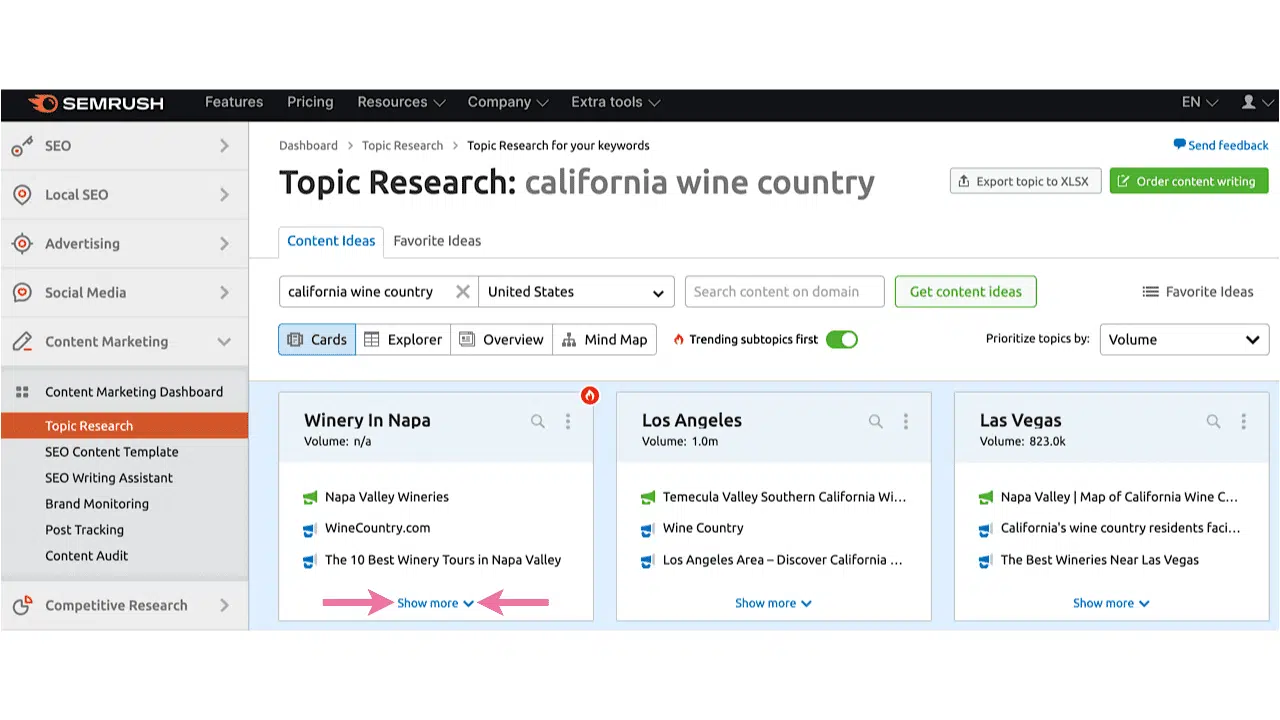 SEMRUSH Features Pricing Resources Company Extra tools EN
SEO
Local SEO
Advertising
Social Media
Content Marketing
Content Marketing Dashboard
Topic Research
SEO Content Template
SEO Writing Assistant
Brand Monitoring
Post Tracking
Content Audit
Competitive Research
Dashboard > Topic Research > Topic Research for your keywords
Send feedback
Topic Research: california wine country
Export topic to XLSX
Order content writing
Content Ideas Favorite Ideas
california wine country United States Search content on domain Get content ideas Favorite Ideas
Cards Explorer Overview Mind Map Trending subtopics first Prioritize topics by: Volume
Winery In Napa
Volume: n/a
Napa Valley Wineries
WineCountry.com
The 10 Best Winery Tours in Napa Valley
Show more
Los Angeles
Volume: 1.0m
Temecula Valley Southern California Wi...
Wine Country
Los Angeles Area – Discover California ...
Show more
Las Vegas
Volume: 823.0k
Napa Valley | Map of California Wine C...
California's wine country residents faci...
The Best Wineries Near Las Vegas
Show more